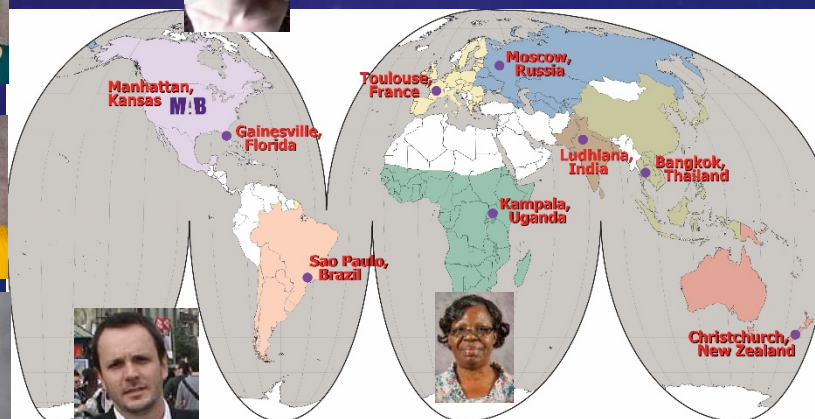 Manhattan,
Kansas
MAB
Gainesville,
Florida
Toulouse,
France
Moscow,
Russia
Ludhiana,
India
Bangkok,
Thailand
Kampala,
Uganda
Sao Paulo,
Brazil
Christchurch,
New Zealand